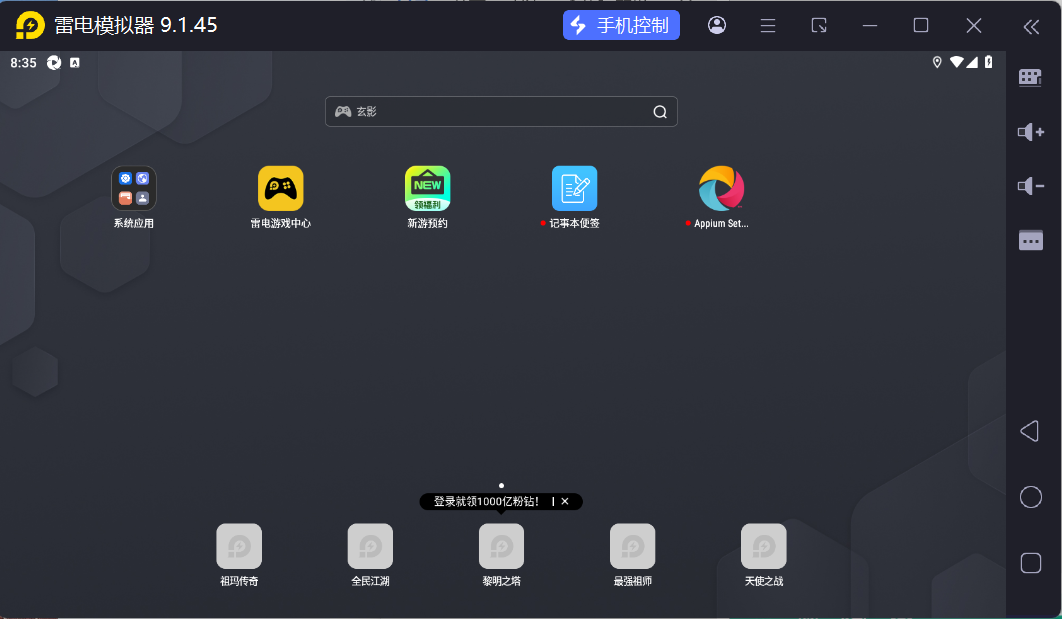 雷电模拟器 9.1.45
手机控制
8:35
玄影
NEW
领福利
系统应用
雷电游戏中心
新游预约
记事本便签
Appium Set...
登录就领1000亿粉钻!
祖玛传奇
全民江湖
黎明之塔
最强祖师
天使之战